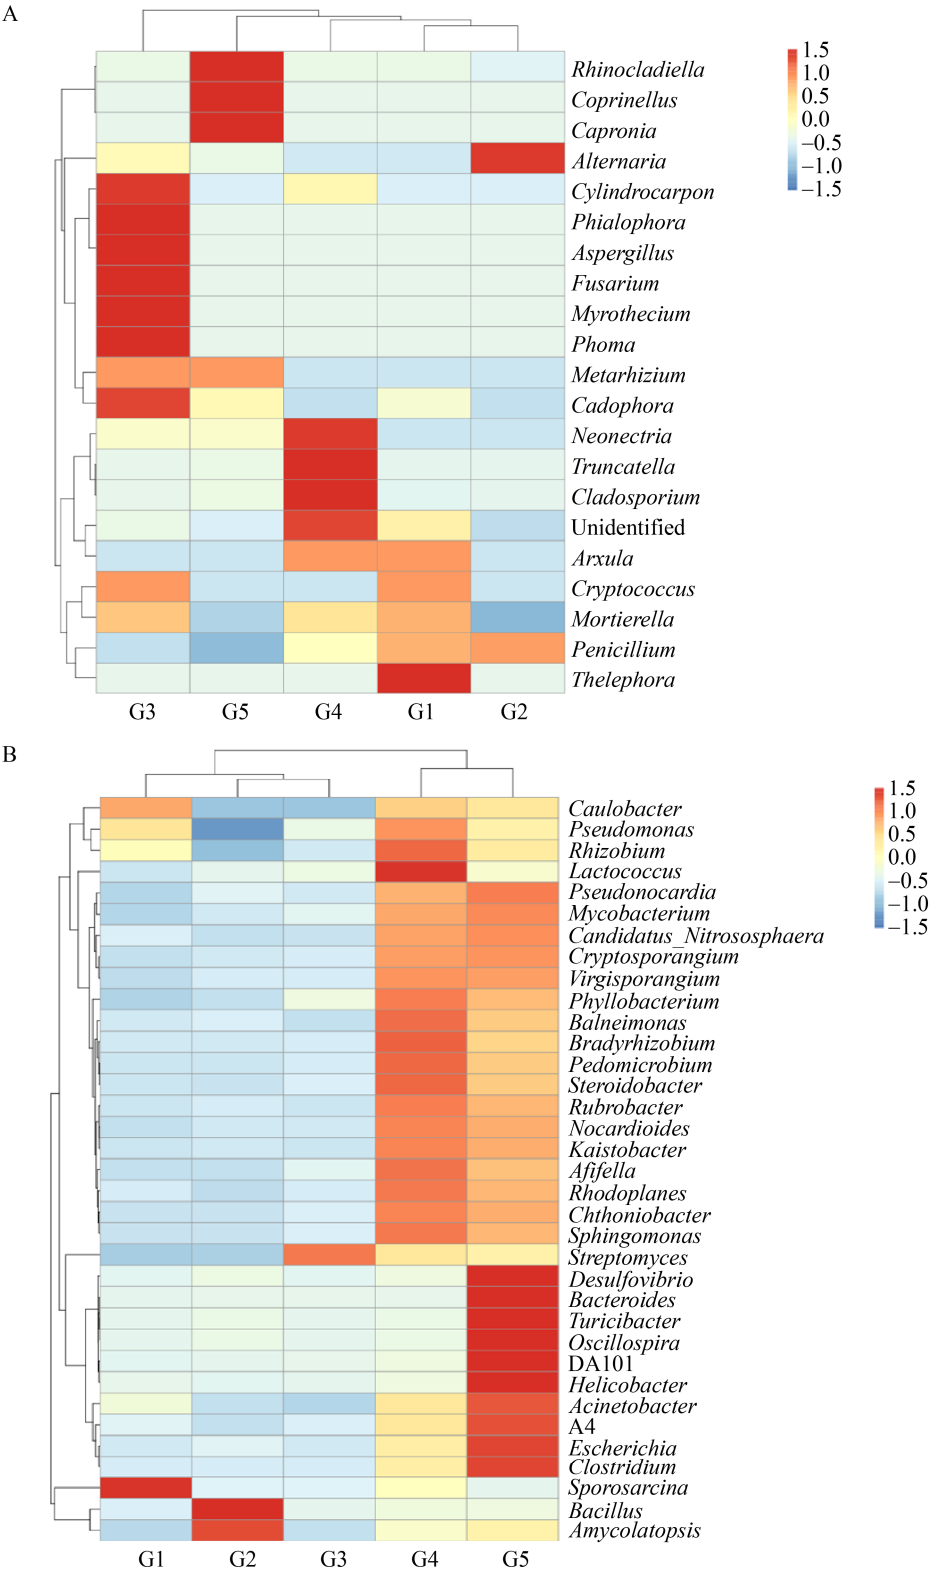 A
Rhinocladiella
Coprinellus
Capronia
Alternaria
Cylindrocarpon
Phialophora
Aspergillus
Fusarium
Myrothecium
Phoma
Metarhizium
Cadophora
Neonectria
Truncatella
Cladosporium
Unidentified
Arxula
Cryptococcus
Mortierella
Penicillium
Thelephora
1.5
1.0
0.5
0.0
−0.5
−1.0
−1.5
G3 G5 G4 G1 G2
B
Caulobacter
Pseudomonas
Rhizobium
Lactococcus
Pseudonocardia
Mycobacterium
Candidatus_Nitrososphaera
Cryptosporangium
Virgisporangium
Phyllobacterium
Balneimonas
Bradyrhizobium
Pedomicrobium
Steroidobacter
Rubrobacter
Nocardioides
Kaistobacter
Afifella
Rhodoplanes
Chthoniobacter
Sphingomonas
Streptomyces
Desulfovibrio
Bacteroides
Turicibacter
Oscillospira
DA101
Helicobacter
Acinetobacter
A4
Escherichia
Clostridium
Sporosarcina
Bacillus
Amycolatopsis
1.5
1.0
0.5
0.0
−0.5
−1.0
−1.5
G1 G2 G3 G4 G5